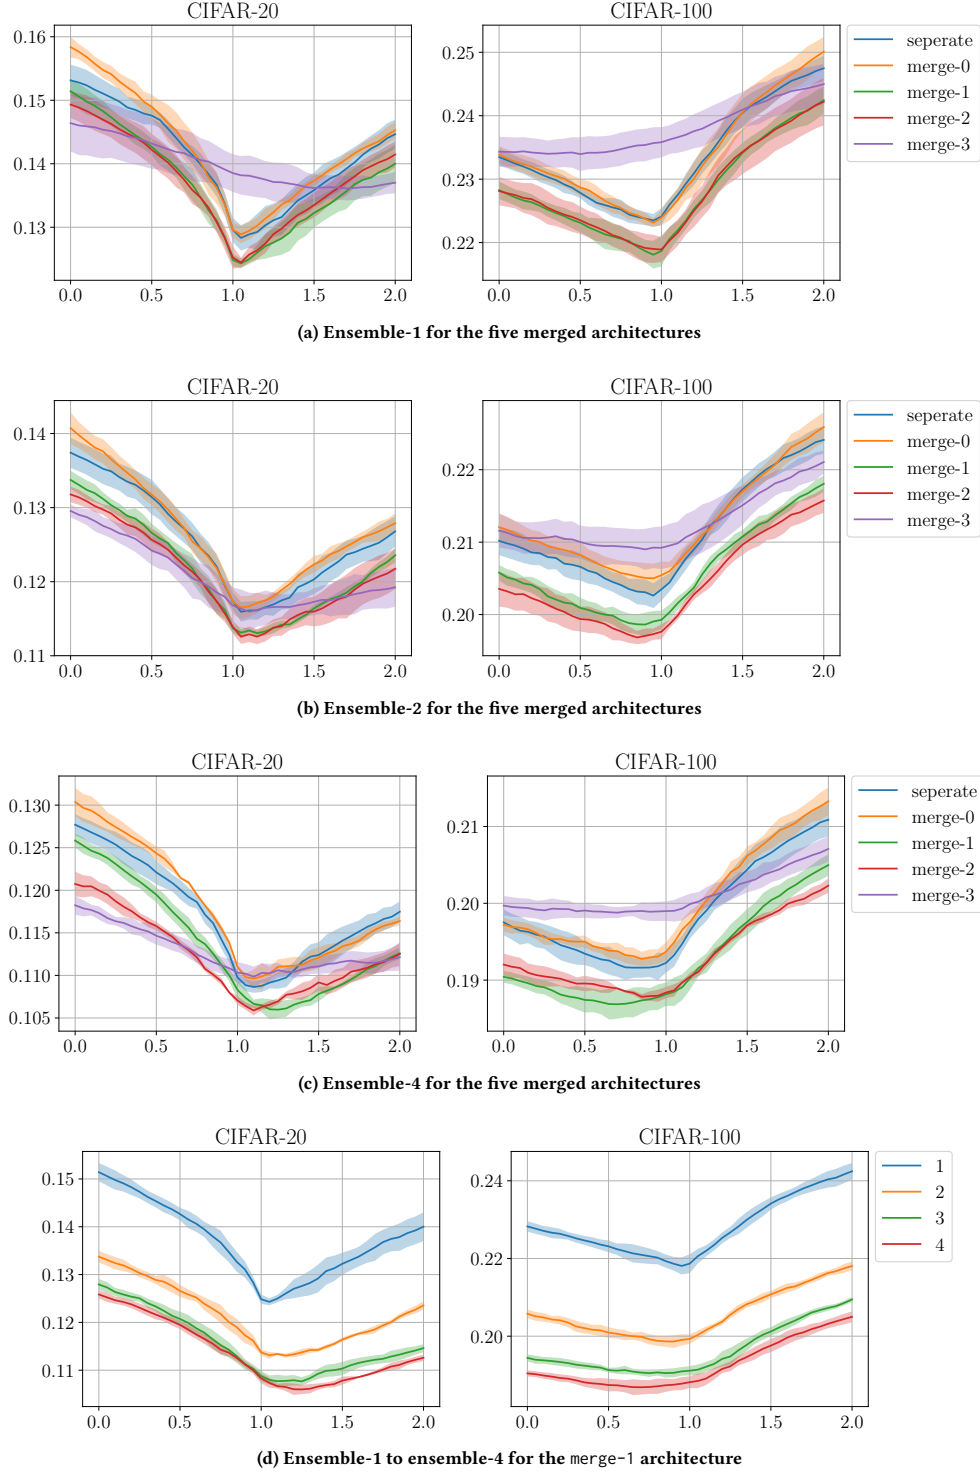 CIFAR-20
CIFAR-100
0.16
0.15
0.14
0.13
0.0 0.5 1.0 1.5 2.0
0.25
0.24
0.23
0.22
0.0 0.5 1.0 1.5 2.0
seperate
merge-0
merge-1
merge-2
merge-3
(a) Ensemble-1 for the five merged architectures
CIFAR-20
CIFAR-100
0.14
0.13
0.12
0.11
0.0 0.5 1.0 1.5 2.0
0.22
0.21
0.20
0.0 0.5 1.0 1.5 2.0
seperate
merge-0
merge-1
merge-2
merge-3
(b) Ensemble-2 for the five merged architectures
CIFAR-20
CIFAR-100
0.130
0.125
0.120
0.115
0.110
0.105
0.0 0.5 1.0 1.5 2.0
0.21
0.20
0.19
0.0 0.5 1.0 1.5 2.0
seperate
merge-0
merge-1
merge-2
merge-3
(c) Ensemble-4 for the five merged architectures
CIFAR-20
CIFAR-100
0.15
0.14
0.13
0.12
0.11
0.0 0.5 1.0 1.5 2.0
0.24
0.22
0.20
0.0 0.5 1.0 1.5 2.0
1
2
3
4
(d) Ensemble-1 to ensemble-4 for the merge-1 architecture